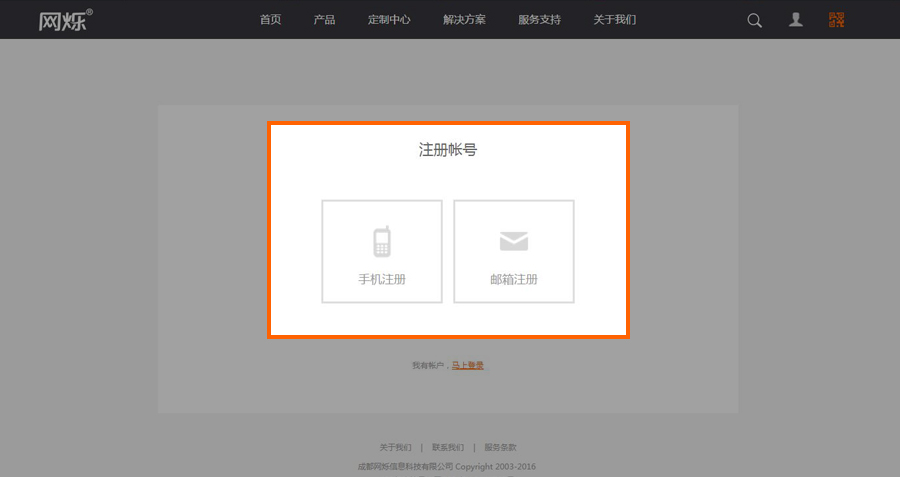 网烁®
首页 产品 定制中心 解决方案 服务支持 关于我们
注册帐号
手机注册 邮箱注册
我有帐户，马上登录
关于我们 | 联系我们 | 服务条款
成都网烁信息科技有限公司 Copyright 2003-2016